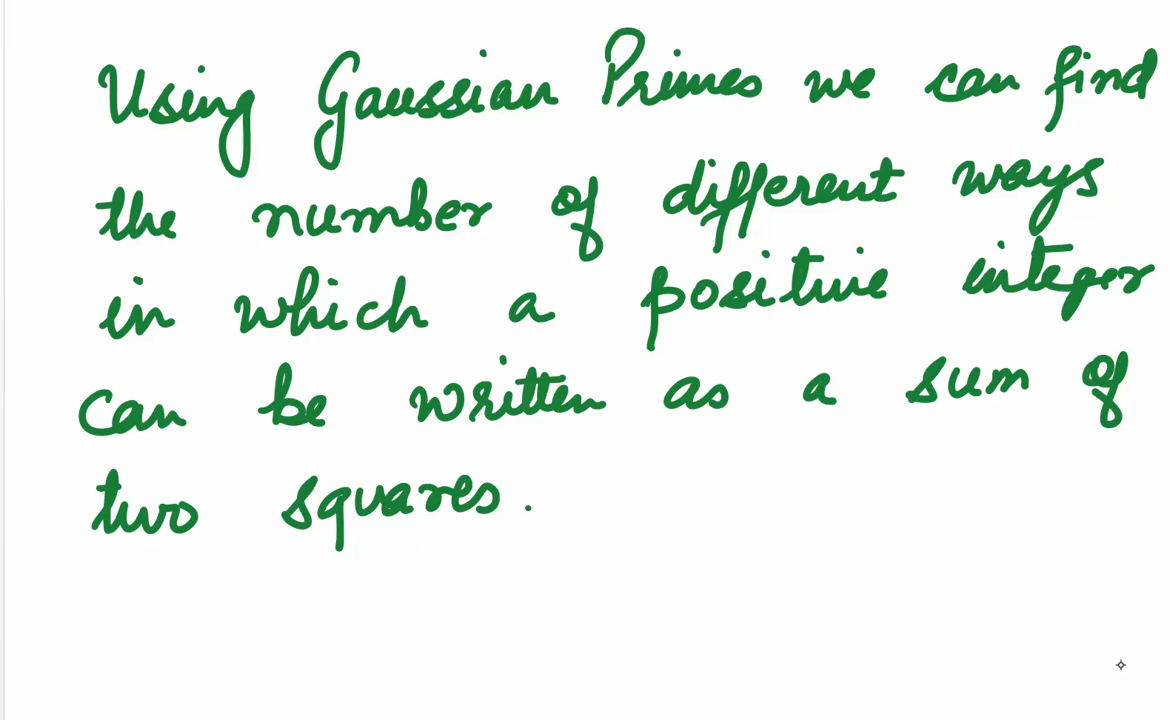 Using Gaussian Primes we can find
the number of different ways
in which a positive integer
can be written as a sum of
two squares.